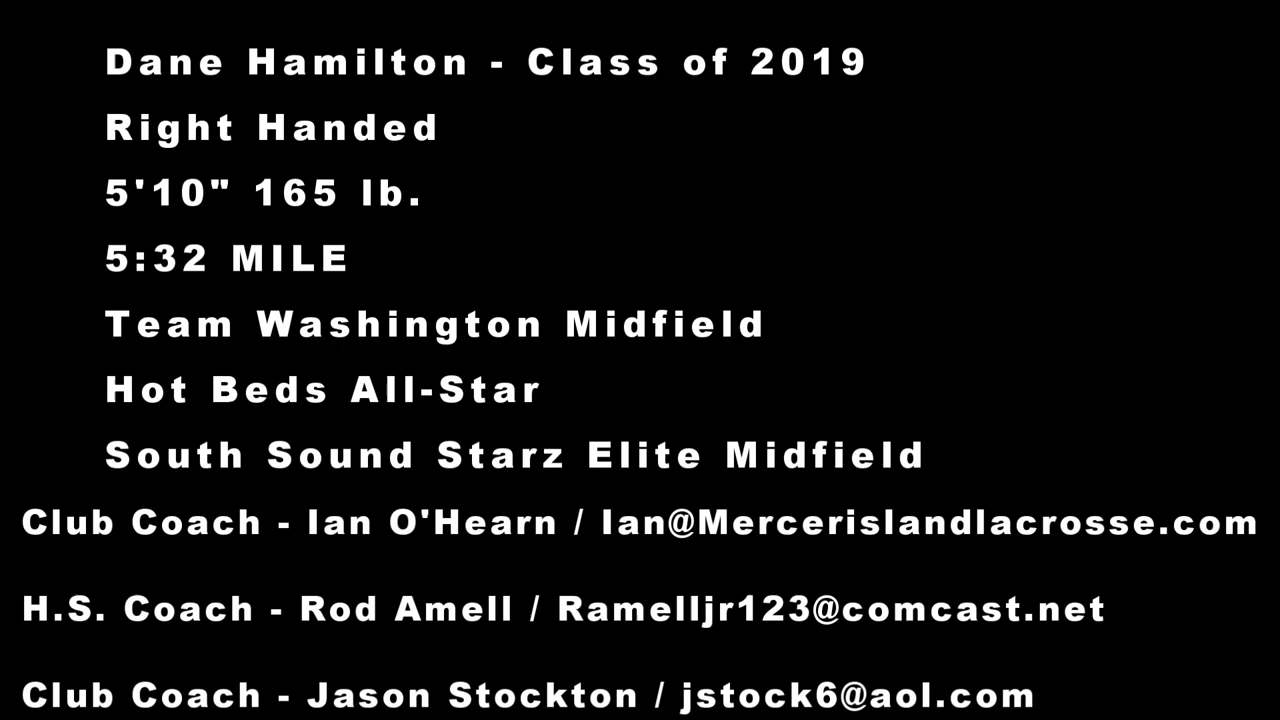 Dane Hamilton - Class of 2019
Right Handed
5'10" 165 lb.
5:32 MILE
Team Washington Midfield
Hot Beds All-Star
South Sound Starz Elite Midfield
Club Coach - Ian O'Hearn / Ian@Mercerislandlacrosse.com
H.S. Coach - Rod Amell / Ramelljr123@comcast.net
Club Coach - Jason Stockton / jstock6@aol.com